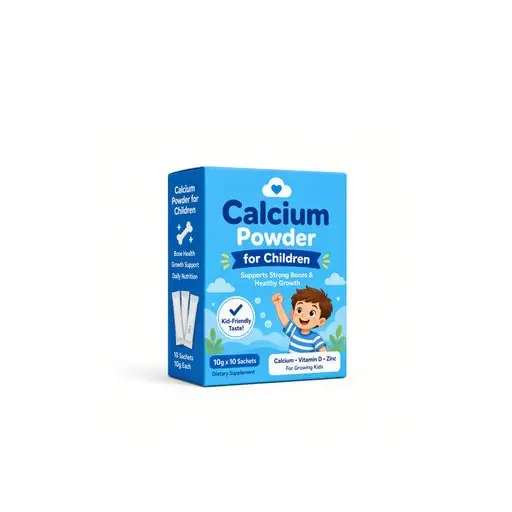 Calcium
Powder for
Children
Bone Health
Growth Support
Daily Nutrition
10 Sachets
10g Each
Calcium
Powder
for Children
Supports Strong Bones &
Healthy Growth
Kid-Friendly
Taste!
10g x 10 Sachets
Dietary Supplement
Calcium • Vitamin D • Zinc
For Growing Kids